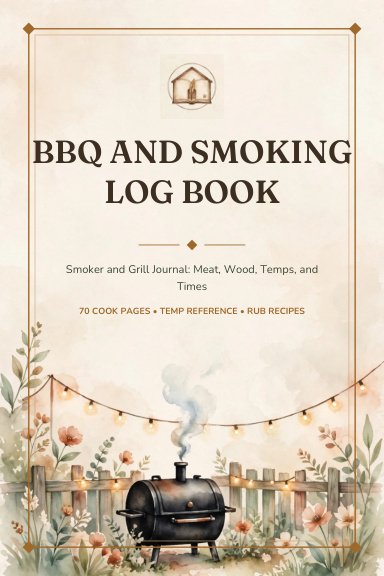 BBQ AND SMOKING
LOG BOOK
Smoker and Grill Journal: Meat, Wood, Temps, and
Times
70 COOK PAGES • TEMP REFERENCE • RUB RECIPES